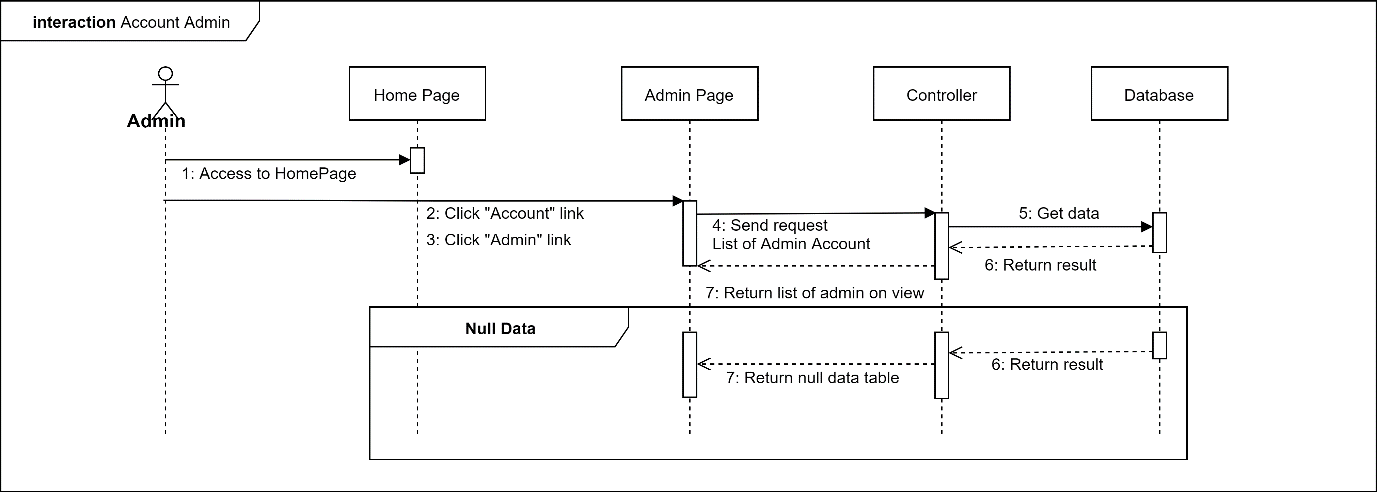 interaction Account Admin
Admin
Home Page
Admin Page
Controller
Database
1: Access to HomePage
2: Click "Account" link
3: Click "Admin" link
4: Send request
List of Admin Account
5: Get data
6: Return result
7: Return list of admin on view
Null Data
6: Return result
7: Return null data table